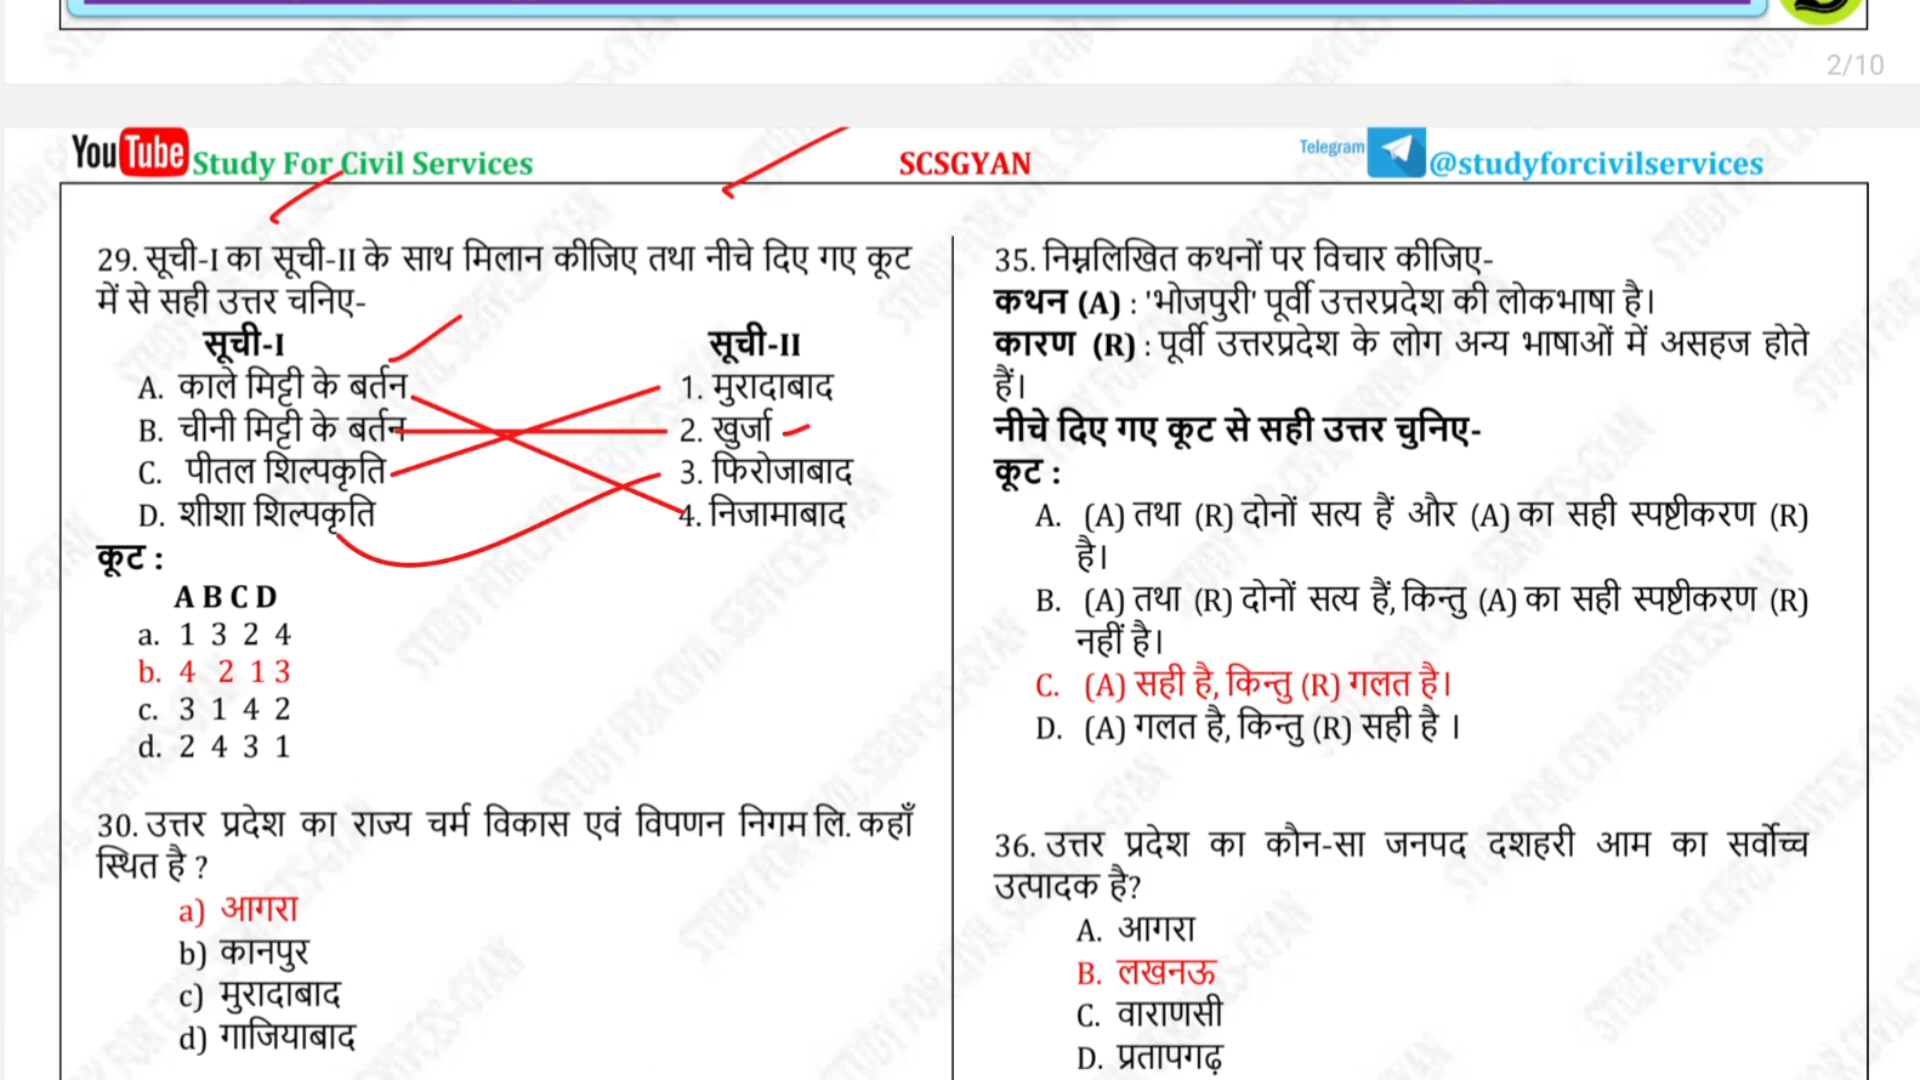 2/10
YouTube Study For Civil Services
SCSGYAN
Telegram @studyforcivilservices
29. सूची-I का सूची-II के साथ मिलान कीजिए तथा नीचे दिए गए कूट
में से सही उत्तर चनिए-
सूची-I सूची-II
A. काले मिट्टी के बर्तन 1. मुरादाबाद
B. चीनी मिट्टी के बर्तन 2. खुर्जा
C. पीतल शिल्पकृति 3. फिरोजाबाद
D. शीशा शिल्पकृति 4. निजामाबाद
कूट :
A B C D
a. 1 3 2 4
b. 4 2 1 3
c. 3 1 4 2
d. 2 4 3 1
30. उत्तर प्रदेश का राज्य चर्म विकास एवं विपणन निगम लि. कहाँ
स्थित है ?
a) आगरा
b) कानपुर
c) मुरादाबाद
d) गाजियाबाद
35. निम्नलिखित कथनों पर विचार कीजिए-
कथन (A) : 'भोजपुरी' पूर्वी उत्तरप्रदेश की लोकभाषा है।
कारण (R) : पूर्वी उत्तरप्रदेश के लोग अन्य भाषाओं में असहज होते
हैं।
नीचे दिए गए कूट से सही उत्तर चुनिए-
कूट :
A. (A) तथा (R) दोनों सत्य हैं और (A) का सही स्पष्टीकरण (R)
है।
B. (A) तथा (R) दोनों सत्य हैं, किन्तु (A) का सही स्पष्टीकरण (R)
नहीं है।
C. (A) सही है, किन्तु (R) गलत है।
D. (A) गलत है, किन्तु (R) सही है ।
36. उत्तर प्रदेश का कौन-सा जनपद दशहरी आम का सर्वोच्च
उत्पादक है?
A. आगरा
B. लखनऊ
C. वाराणसी
D. प्रतापगढ़